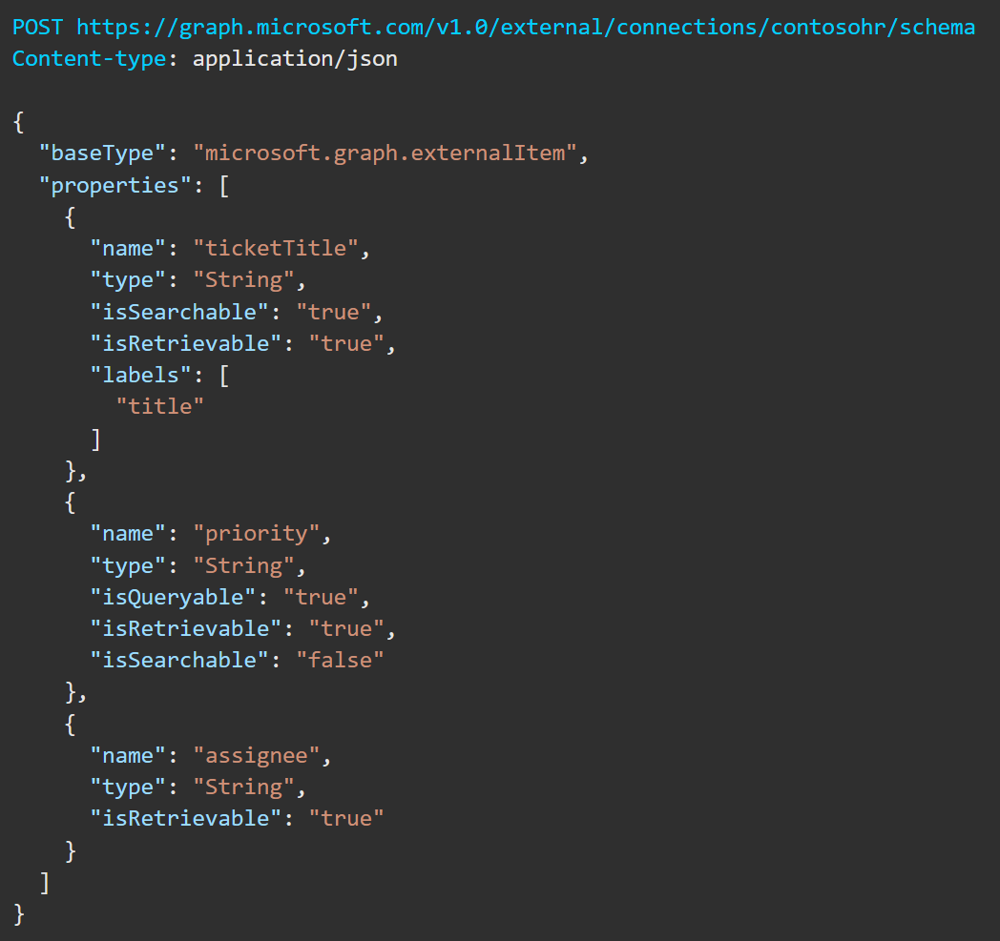 POST https://graph.microsoft.com/v1.0/external/connections/contosohr/schema
Content-type: application/json
{
"baseType": "microsoft.graph.externalItem",
"properties": [
{
"name": "ticketTitle",
"type": "String",
"isSearchable": "true",
"isRetrievable": "true",
"labels": [
"title"
]
},
{
"name": "priority",
"type": "String",
"isQueryable": "true",
"isRetrievable": "true",
"isSearchable": "false"
},
{
"name": "assignee",
"type": "String",
"isRetrievable": "true"
}
]
}